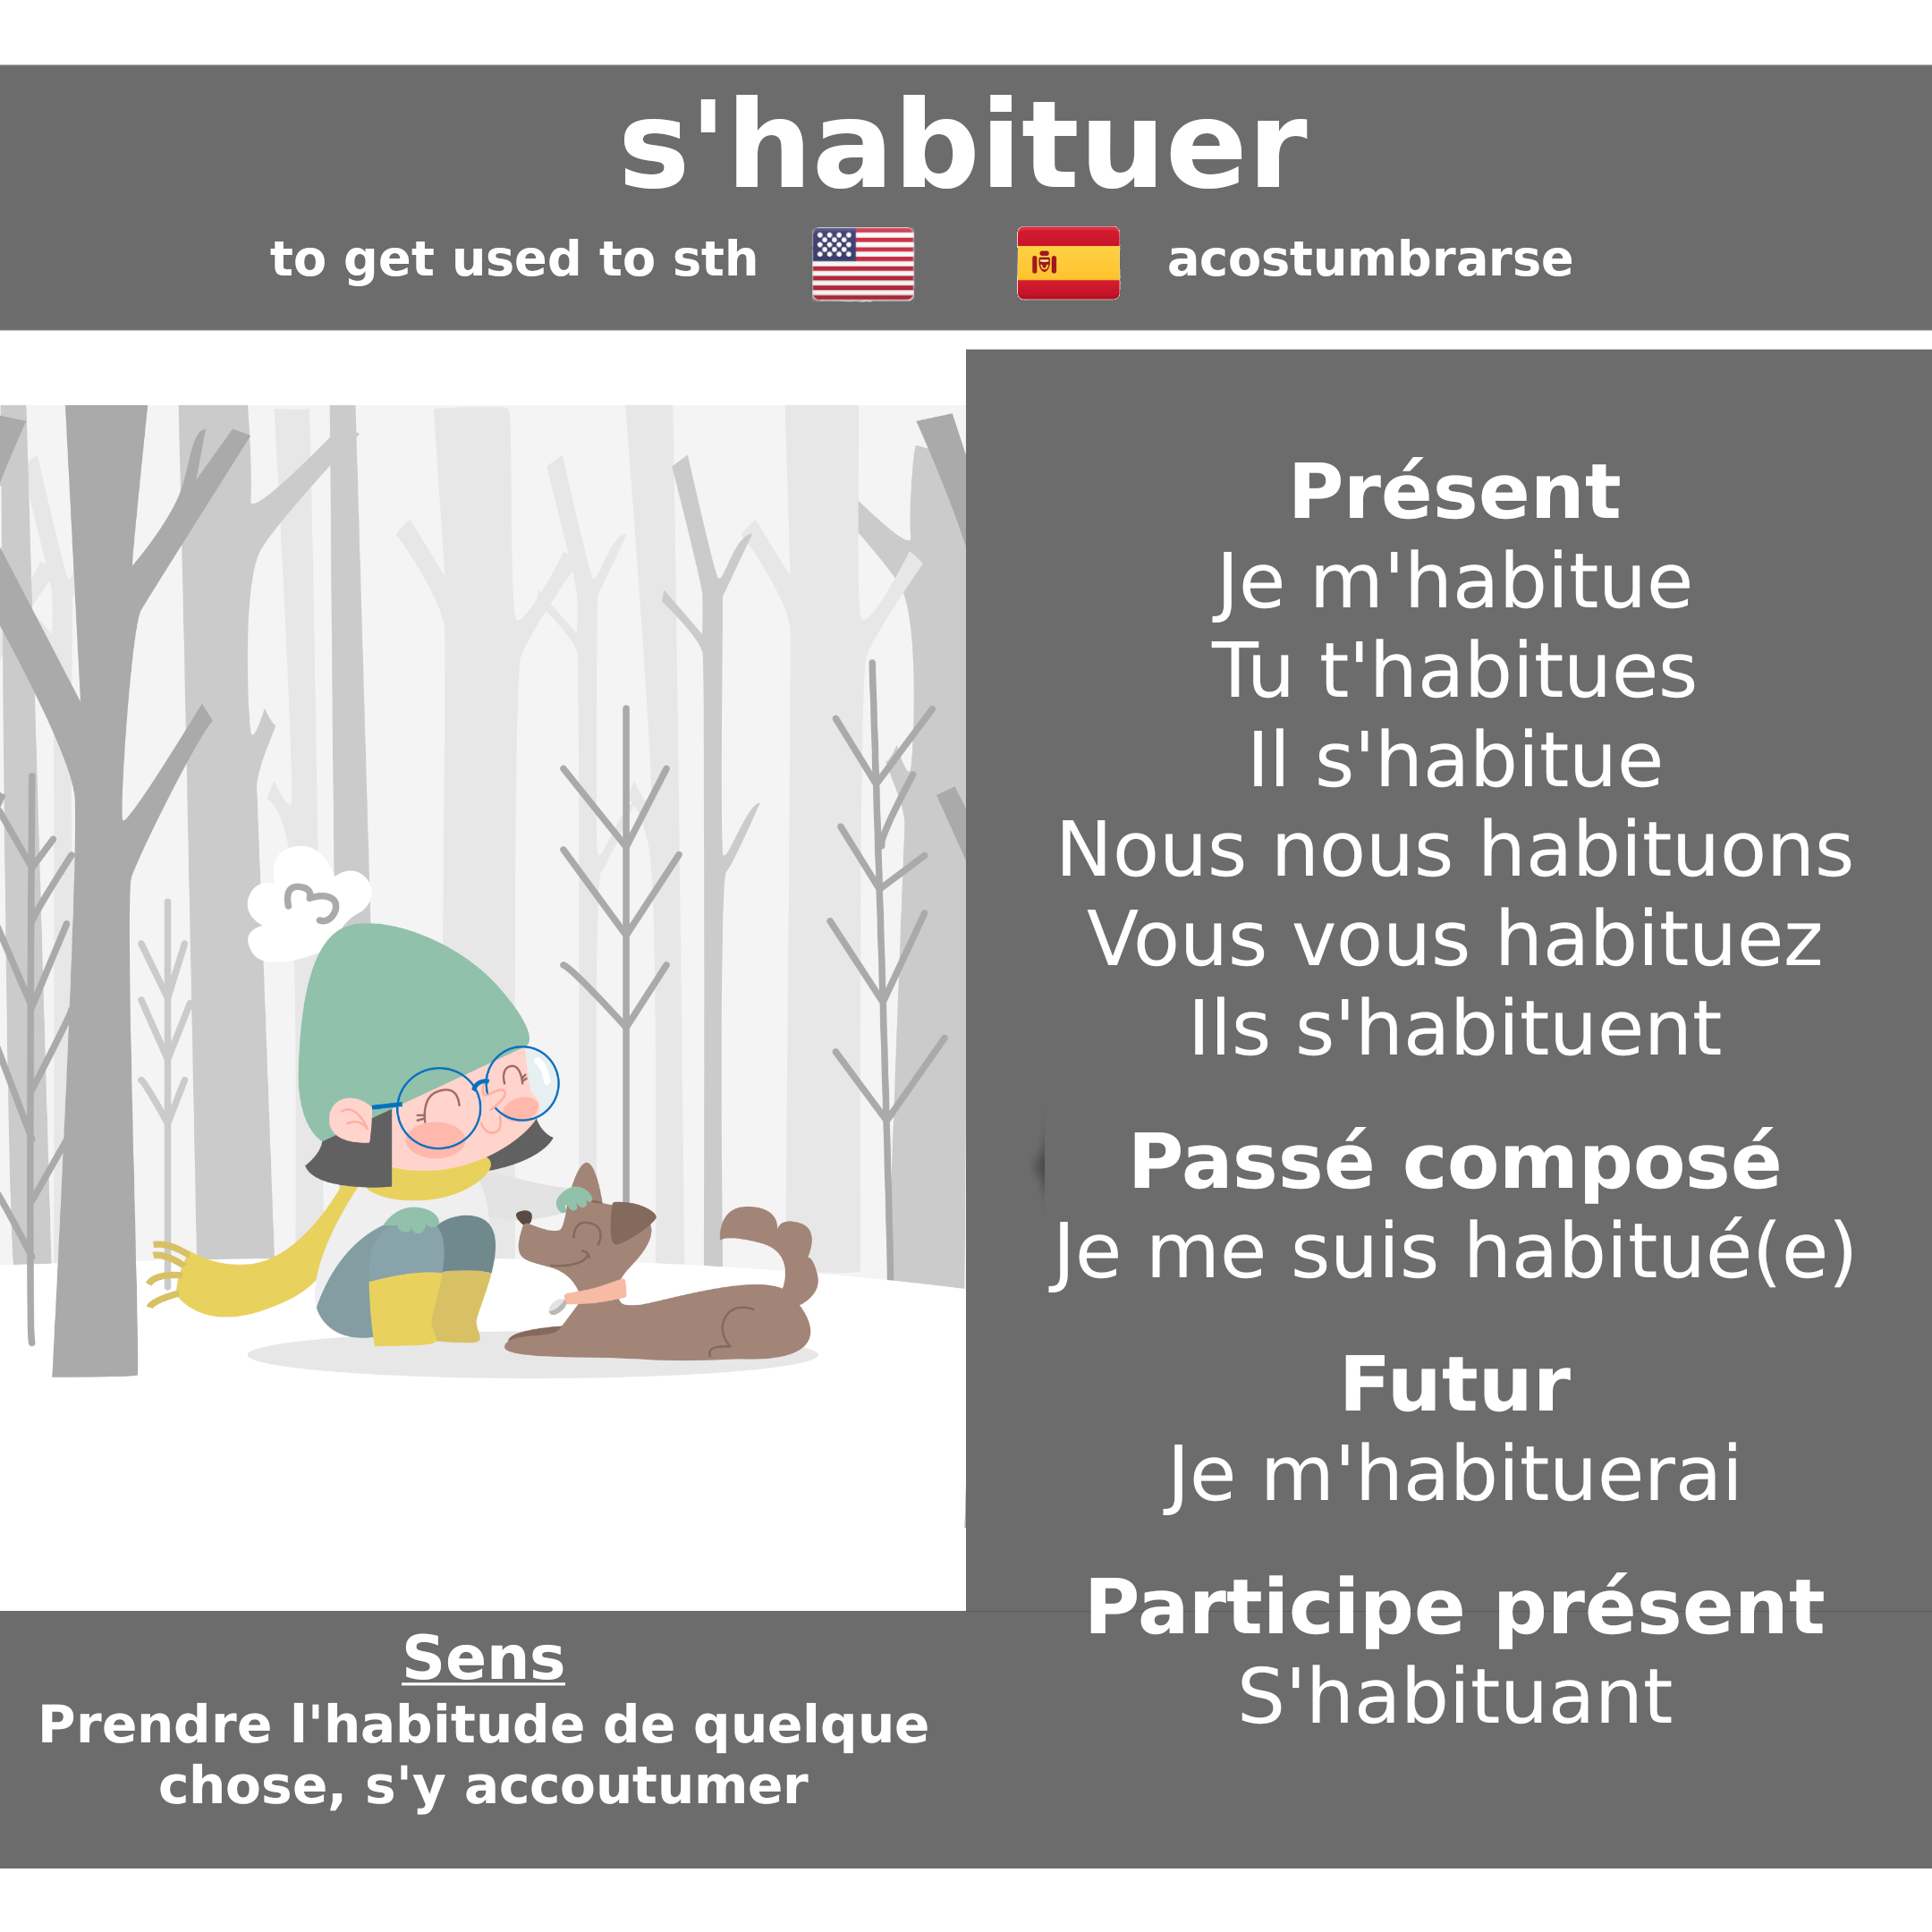 s'habituer
to get used to sth
acostumbrarse
Présent
Je m'habitue
Tu t'habitues
Il s'habitue
Nous nous habituons
Vous vous habituez
Ils s'habituent
Passé composé
Je me suis habitué(e)
Futur
Je m'habituerai
Participe présent
S'habituant
Sens
Prendre l'habitude de quelque
chose, s'y accoutumer